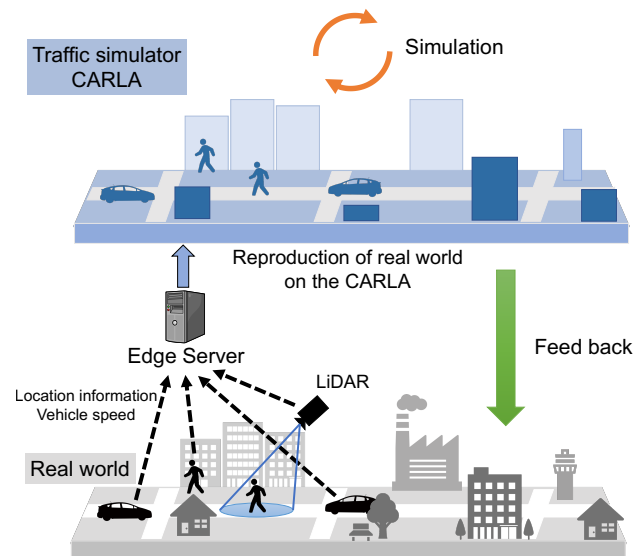 Traffic simulator
CARLA
Simulation
Reproduction of real world
on the CARLA
Edge Server
Feed back
LiDAR
Location information
Vehicle speed
Real world